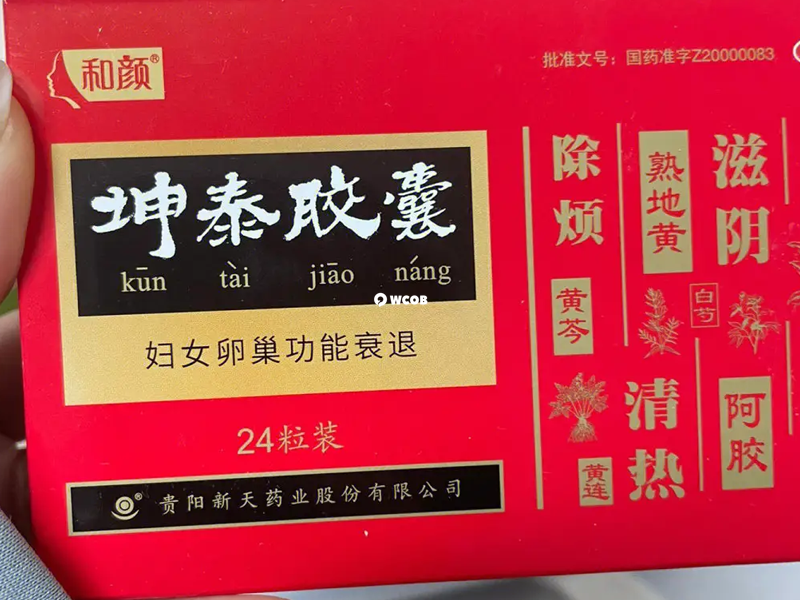 和颜®
批准文号：国药准字Z20000083
坤泰胶囊
kūn tài jiāo náng
WCOB
妇女卵巢功能衰退
24粒装
®贵阳新天药业股份有限公司
滋阴
熟地黄
除烦
白芍
黄芩
阿胶
清热
黄连